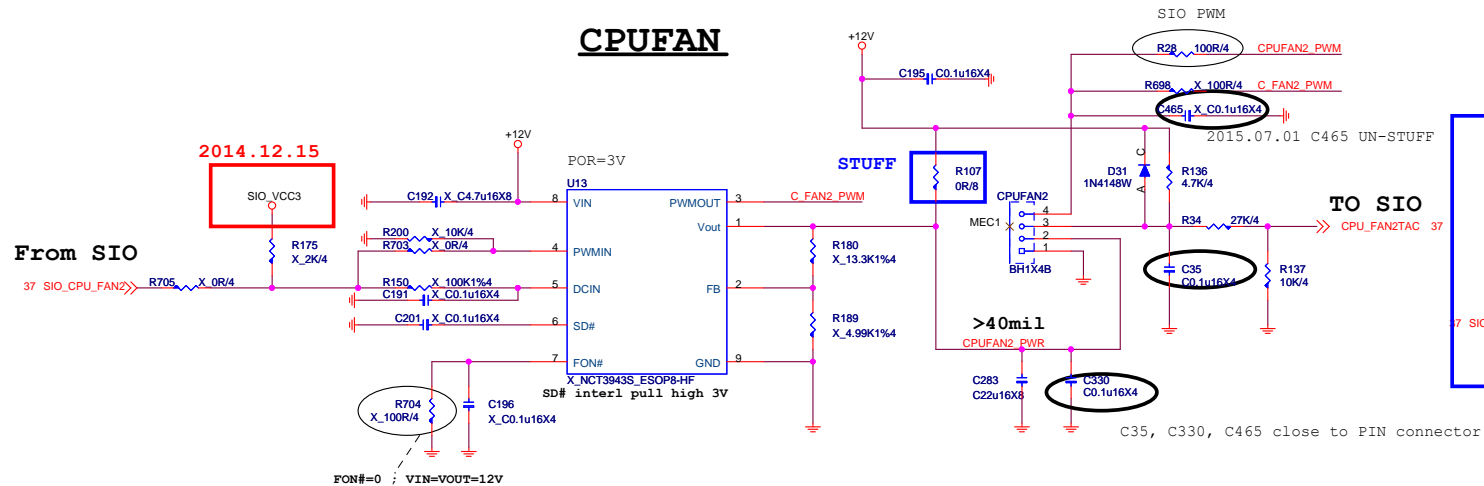 CPUFAN
SIO PWM
+12V
R28 100R/4 CPUFAN2_PWM
C195 C0.1u16X4
R698 X_100R/4 C_FAN2_PWM
C465 X_C0.1u16X4
2015.07.01 C465 UN-STUFF
2014.12.15
SIO_VCC3
+12V
POR=3V
U13
STUFF
R107
0R/8
D31
1N4148W
C
A
R136
4.7K/4
C192 X_C4.7u16X8
8 VIN
PWMOUT 3
C_FAN2_PWM
Vout 1
CPUFAN2
MEC1
4
3
2
1
BH1X4B
TO SIO
R34 27K/4
CPU_FAN2TAC 37
From SIO
R175
X_2K/4
R200 X_10K/4
R703 X_0R/4
4 PWMIN
R180
X_13.3K1%4
C35
C0.1u16X4
R137
10K/4
37 SIO_CPU_FAN2
R705 X_0R/4
R150 X_100K1%4
C191 X_C0.1u16X4
5 DCIN
FB 2
C201 X_C0.1u16X4
6 SD#
R189
X_4.99K1%4
>40mil
CPUFAN2_PWR
37 SIO
7 FON#
GND 9
X_NCT3943S_ESOP8-HF
SD# interl pull high 3V
C283
C22u16X8
C330
C0.1u16X4
R704
X_100R/4
C196
X_C0.1u16X4
C35, C330, C465 close to PIN connector
FON#=0 ; VIN=VOUT=12V